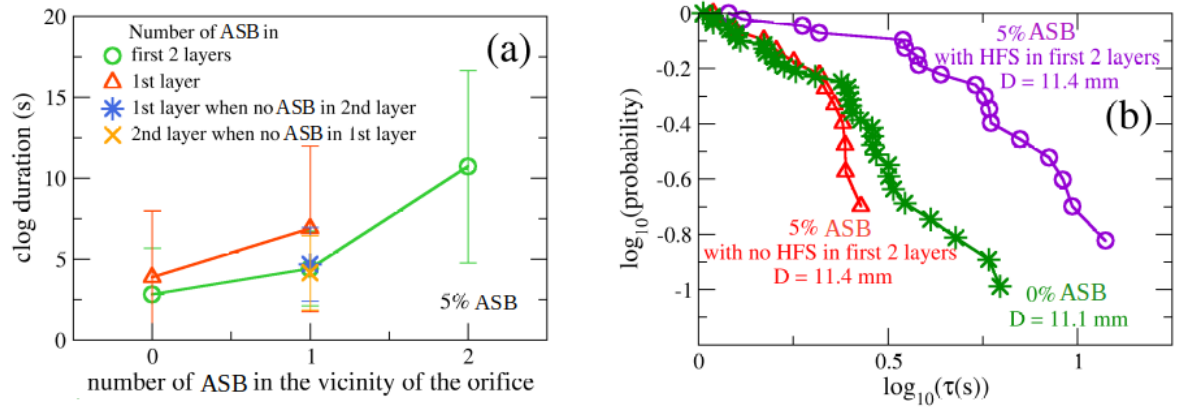 (a)
Number of ASB in
first 2 layers
1st layer
1st layer when no ASB in 2nd layer
2nd layer when no ASB in 1st layer
clog duration (s)
20
15
10
5
0
5% ASB
0
1
2
number of ASB in the vicinity of the orifice
(b)
5% ASB
with HFS in first 2 layers
D = 11.4 mm
log10(probability)
0
-0.2
-0.4
-0.6
-0.8
-1
5% ASB
with no HFS in first 2 layers
D = 11.4 mm
0% ASB
D = 11.1 mm
0
0.5
1
log10(τ(s))